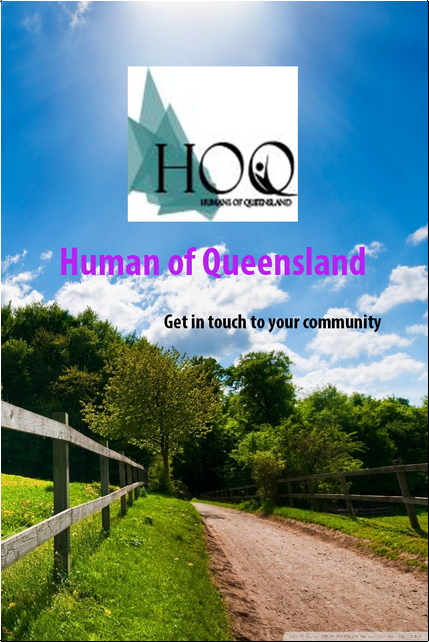 HOQ
HUMANS OF QUEENSLAND
Human of Queensland
Get in touch to your community